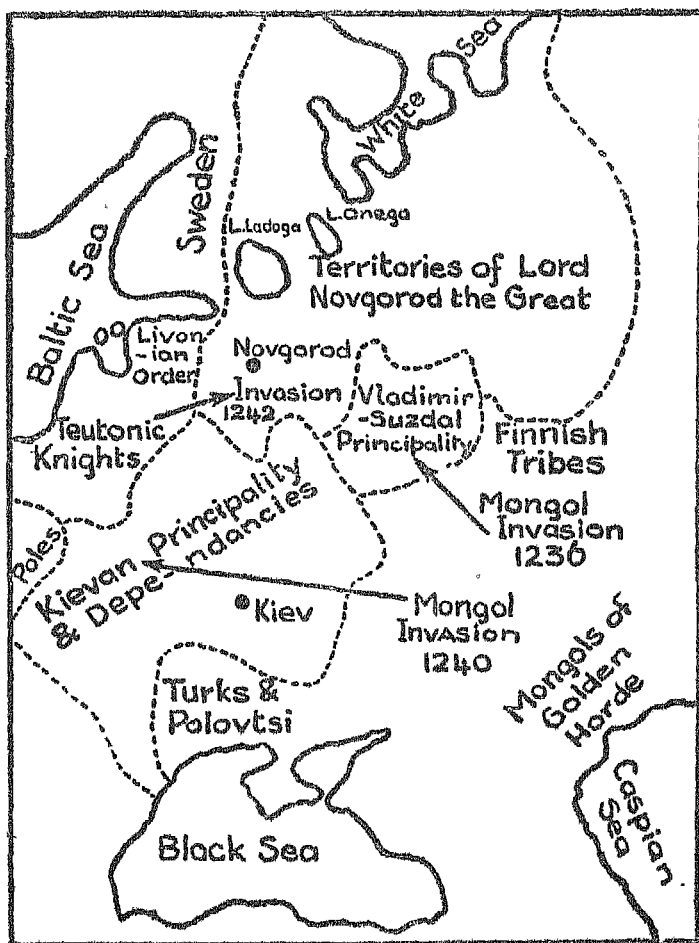 White Sea
Sweden
Baltic Sea
L.Ladoga
L.Onega
Territories of Lord
Novgorod the Great
Livon
-ian
Order
Novgorod
Invasion
1242
Vladimir
-Suzdal
Principality
Teutonic
Knights
Finnish
Tribes
Mongol
Invasion
1236
Poles
Kievan Principality
& Depe-ndancies
Kiev
Mongol
Invasion
1240
Mongols of
Golden
Horde
Turks &
Polovtsi
Caspian
Sea
Black Sea